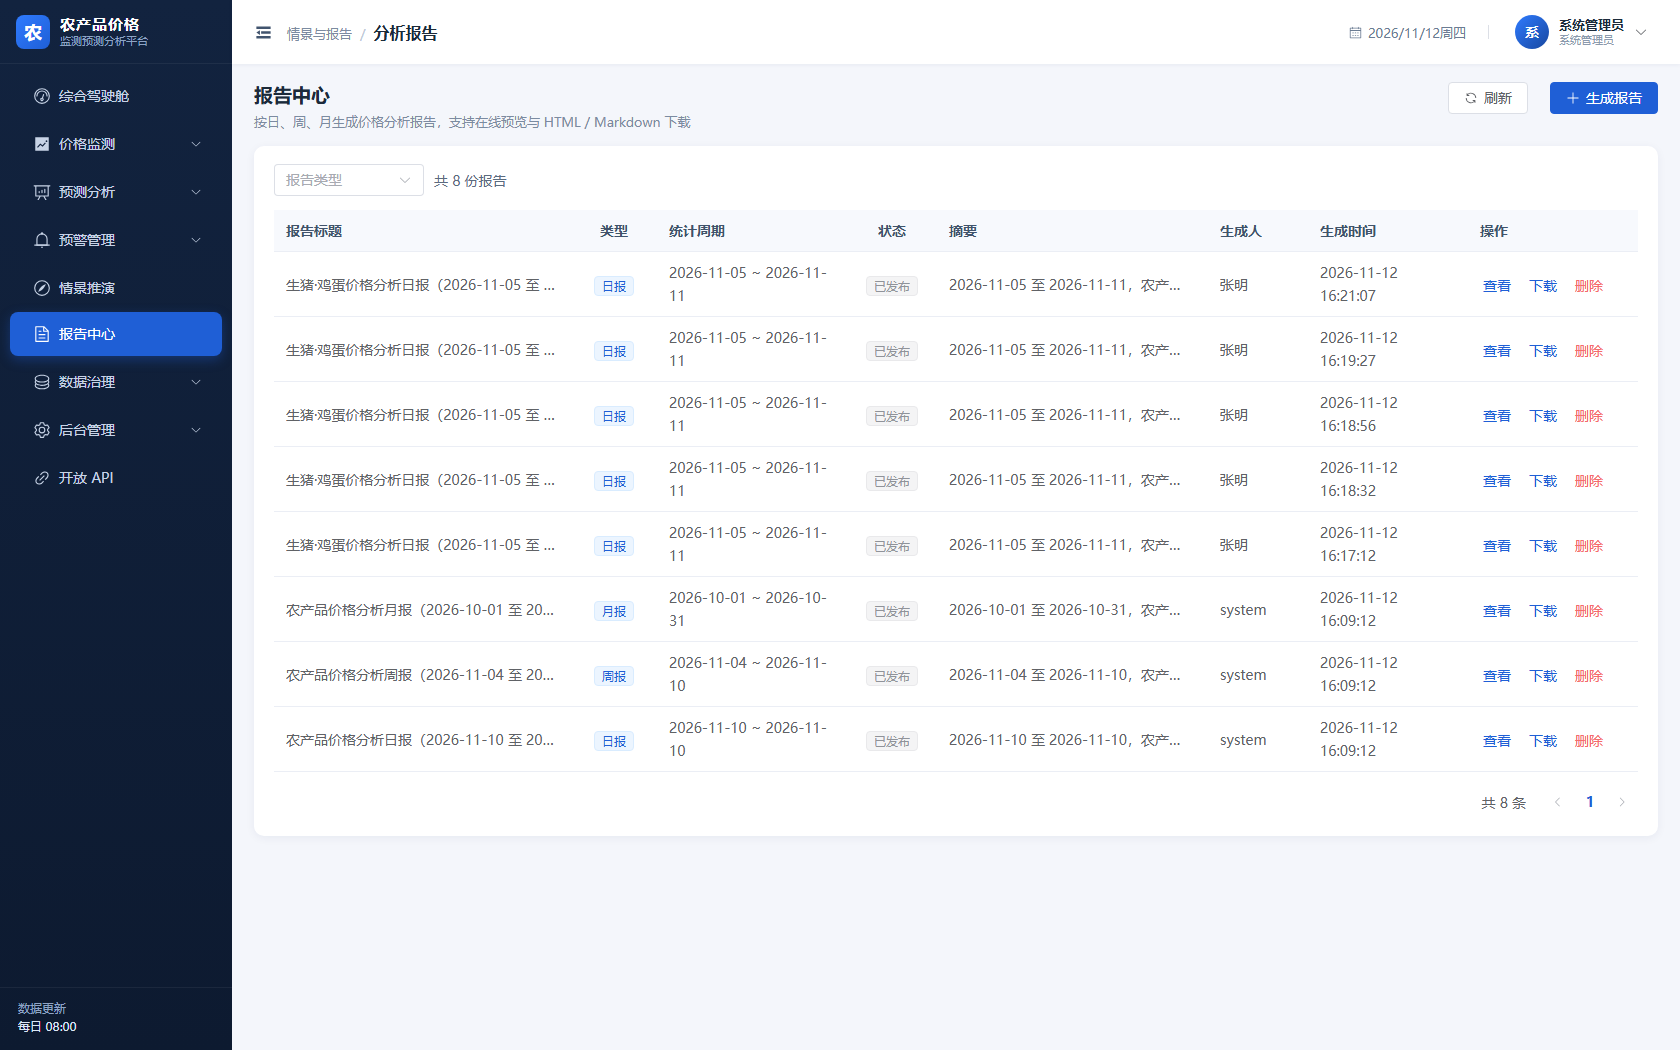 农
农产品价格
监测预测分析平台
综合驾驶舱
价格监测
预测分析
预警管理
情景推演
报告中心
数据治理
后台管理
开放 API
数据更新
每日 08:00
情景与报告 / 分析报告
2026/11/12周四
系
系统管理员
系统管理员
报告中心
按日、周、月生成价格分析报告，支持在线预览与 HTML / Markdown 下载
刷新
生成报告
报告类型
共 8 份报告
报告标题 类型 统计周期 状态 摘要 生成人 生成时间 操作
生猪·鸡蛋价格分析日报（2026-11-05 至 ... 日报 2026-11-05 ~ 2026-11-11 已发布 2026-11-05 至 2026-11-11，农产... 张明 2026-11-12 16:21:07 查看 下载 删除
生猪·鸡蛋价格分析日报（2026-11-05 至 ... 日报 2026-11-05 ~ 2026-11-11 已发布 2026-11-05 至 2026-11-11，农产... 张明 2026-11-12 16:19:27 查看 下载 删除
生猪·鸡蛋价格分析日报（2026-11-05 至 ... 日报 2026-11-05 ~ 2026-11-11 已发布 2026-11-05 至 2026-11-11，农产... 张明 2026-11-12 16:18:56 查看 下载 删除
生猪·鸡蛋价格分析日报（2026-11-05 至 ... 日报 2026-11-05 ~ 2026-11-11 已发布 2026-11-05 至 2026-11-11，农产... 张明 2026-11-12 16:18:32 查看 下载 删除
生猪·鸡蛋价格分析日报（2026-11-05 至 ... 日报 2026-11-05 ~ 2026-11-11 已发布 2026-11-05 至 2026-11-11，农产... 张明 2026-11-12 16:17:12 查看 下载 删除
农产品价格分析月报（2026-10-01 至 20... 月报 2026-10-01 ~ 2026-10-31 已发布 2026-10-01 至 2026-10-31，农产... system 2026-11-12 16:09:12 查看 下载 删除
农产品价格分析周报（2026-11-04 至 20... 周报 2026-11-04 ~ 2026-11-10 已发布 2026-11-04 至 2026-11-10，农产... system 2026-11-12 16:09:12 查看 下载 删除
农产品价格分析日报（2026-11-10 至 20... 日报 2026-11-10 ~ 2026-11-10 已发布 2026-11-10 至 2026-11-10，农产... system 2026-11-12 16:09:12 查看 下载 删除
共 8 条 1